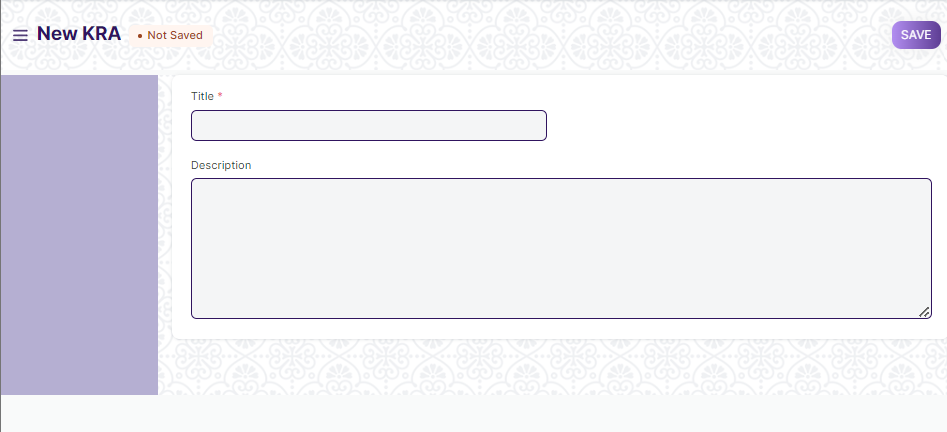 New KRA
• Not Saved
SAVE
Title *
Description